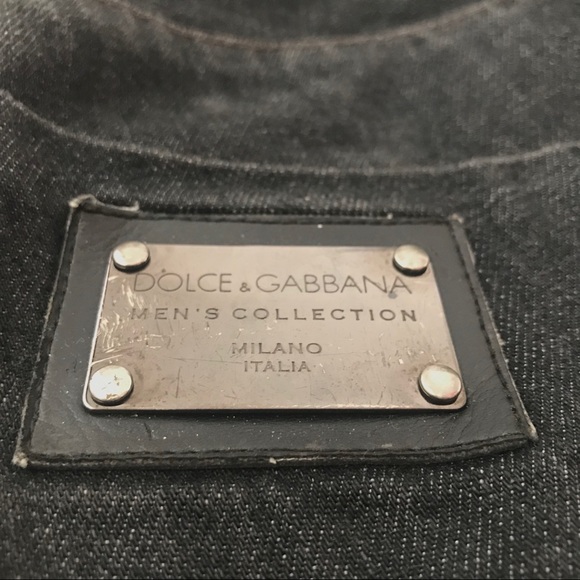 DOLCE & GABBANA
MEN'S COLLECTION
MILANO
ITALIA